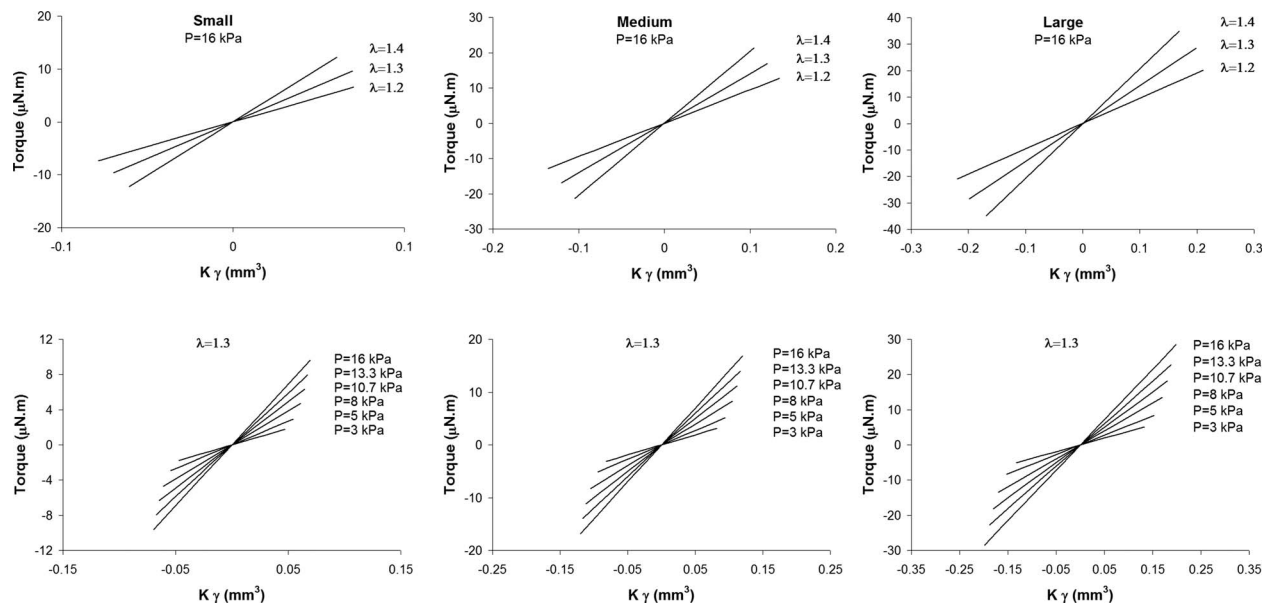 Small
P=16 kPa
20
10
0
-10
-20
-0.1
0
0.1
Torque (μN.m)
K γ (mm³)
λ=1.4
λ=1.3
λ=1.2
Medium
P=16 kPa
30
20
10
0
-10
-20
-30
-0.2
-0.1
0
0.1
0.2
Torque (μN.m)
K γ (mm³)
λ=1.4
λ=1.3
λ=1.2
Large
P=16 kPa
40
30
20
10
0
-10
-20
-30
-40
-0.3
-0.2
-0.1
0
0.1
0.2
0.3
Torque (μN.m)
K γ (mm³)
λ=1.4
λ=1.3
λ=1.2
λ=1.3
12
8
4
0
-4
-8
-12
-0.15
-0.05
0.05
0.15
Torque (μN.m)
K γ (mm³)
P=16 kPa
P=13.3 kPa
P=10.7 kPa
P=8 kPa
P=5 kPa
P=3 kPa
λ=1.3
20
10
0
-10
-20
-0.25
-0.15
-0.05
0.05
0.15
0.25
Torque (μN.m)
K γ (mm³)
P=16 kPa
P=13.3 kPa
P=10.7 kPa
P=8 kPa
P=5 kPa
P=3 kPa
λ=1.3
30
20
10
0
-10
-20
-30
-0.35
-0.25
-0.15
-0.05
0.05
0.15
0.25
0.35
Torque (μN.m)
K γ (mm³)
P=16 kPa
P=13.3 kPa
P=10.7 kPa
P=8 kPa
P=5 kPa
P=3 kPa